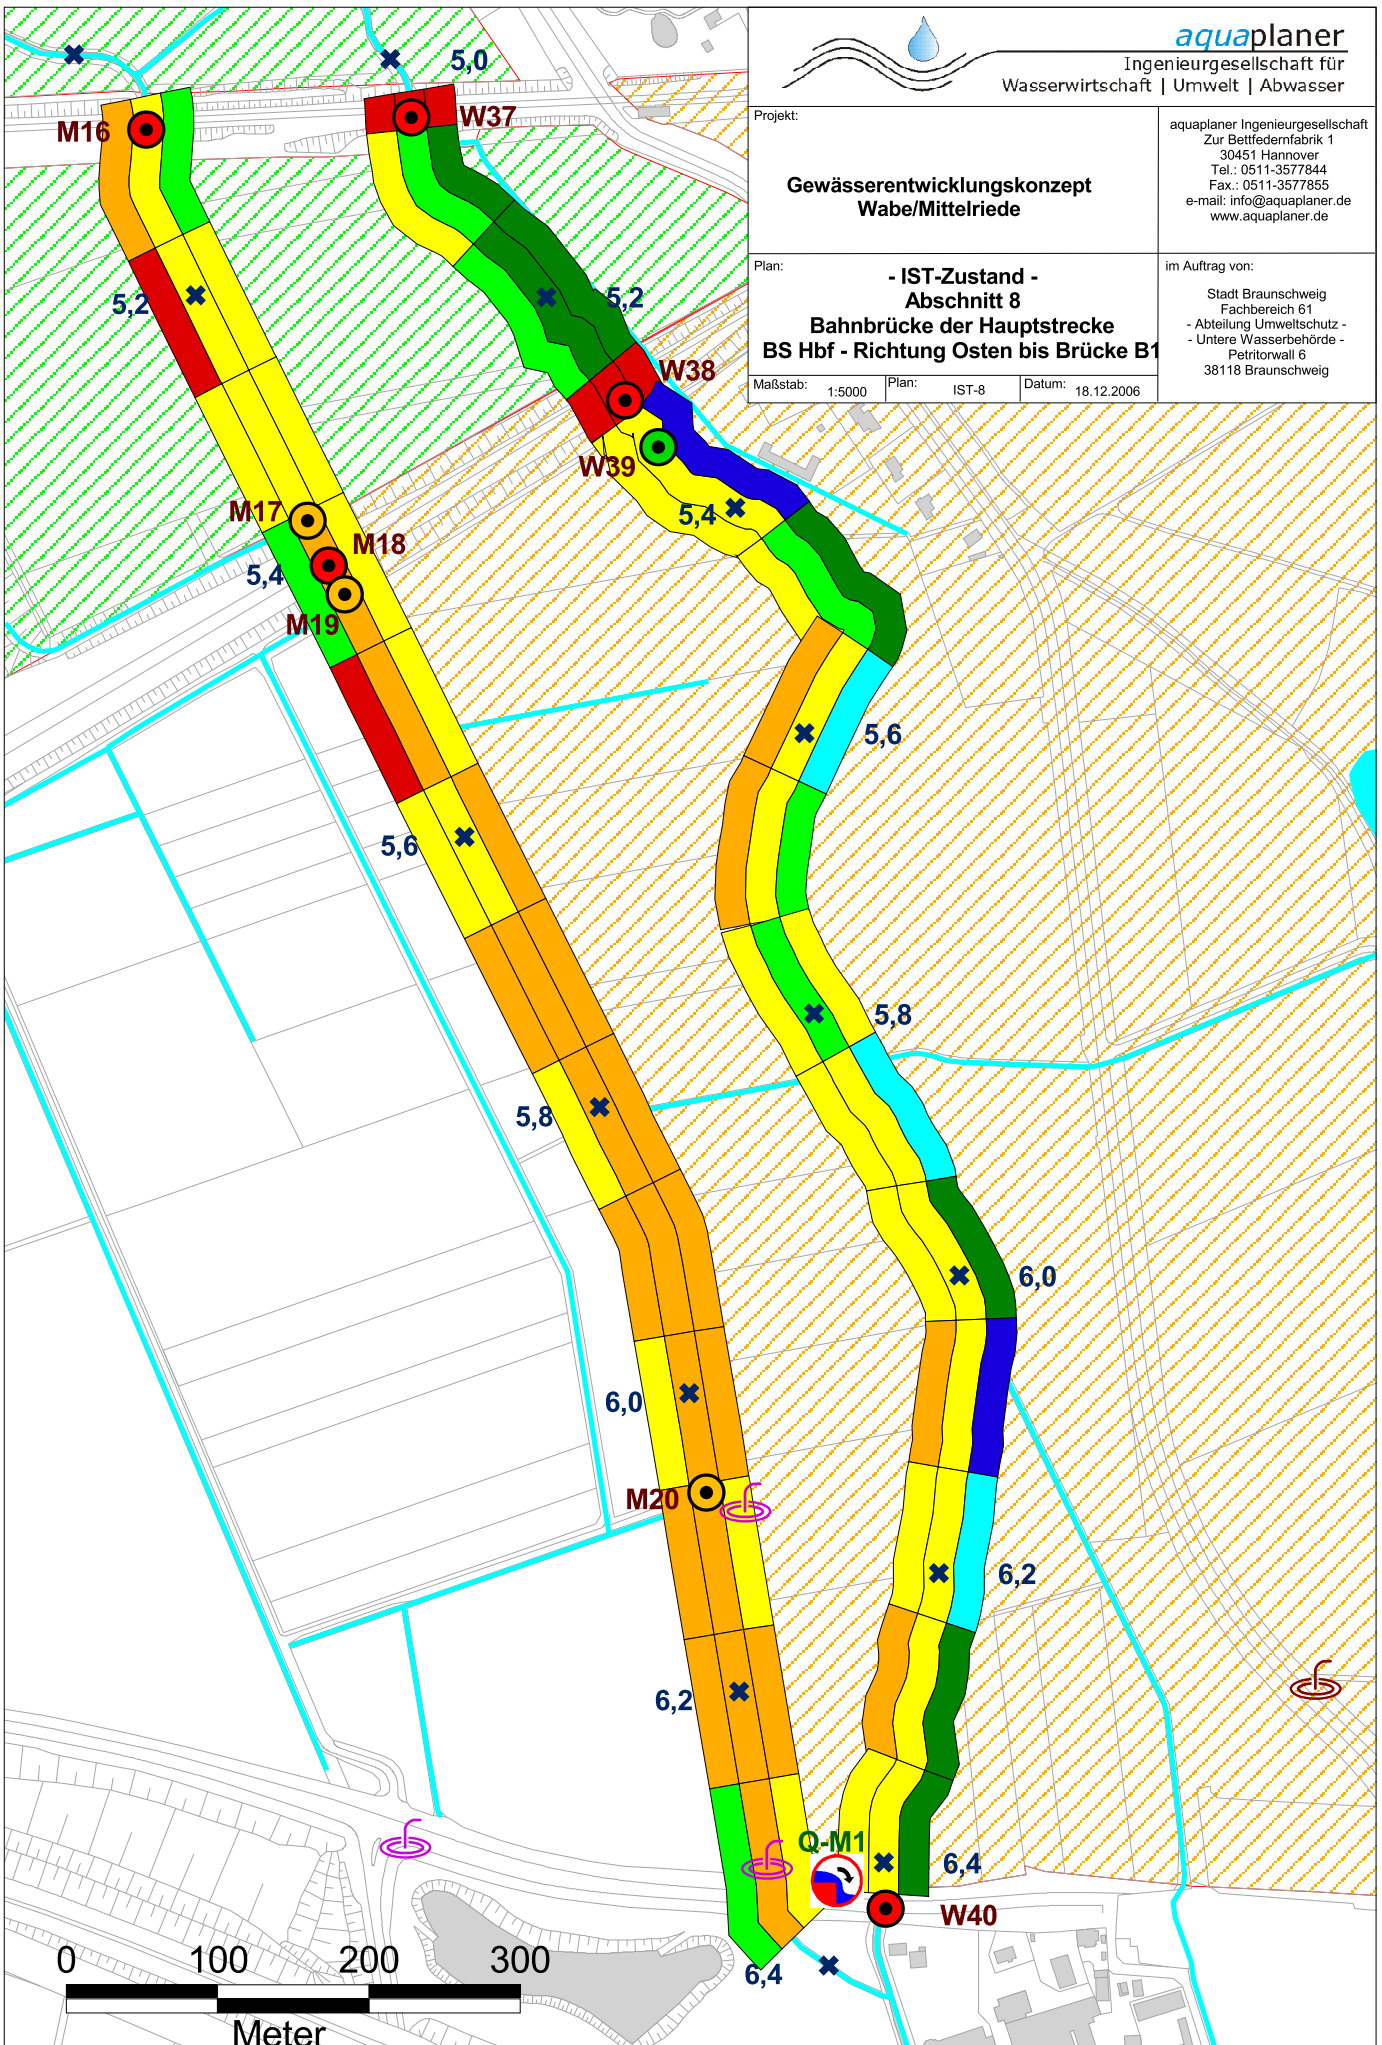 aquaplaner
Ingenieurgesellschaft für
Wasserwirtschaft | Umwelt | Abwasser
Projekt:
Gewässerentwicklungskonzept
Wabe/Mittelriede
aquaplaner Ingenieurgesellschaft
Zur Bettfedernfabrik 1
30451 Hannover
Tel.: 0511-3577844
Fax.: 0511-3577855
e-mail: info@aquaplaner.de
www.aquaplaner.de
Plan:
- IST-Zustand -
Abschnitt 8
Bahnbrücke der Hauptstrecke
BS Hbf - Richtung Osten bis Brücke B1
im Auftrag von:
Stadt Braunschweig
Fachbereich 61
- Abteilung Umweltschutz -
- Untere Wasserbehörde -
Petritorwall 6
38118 Braunschweig
Maßstab: 1:5000
Plan: IST-8
Datum: 18.12.2006
5,0
M16
W37
5,2
5,2
W38
W39
M17
5,4
M18
5,4
M19
5,6
5,6
5,8
5,8
6,0
6,0
M20
6,2
6,2
Q-M1
6,4
W40
6,4
0 100 200 300
Meter